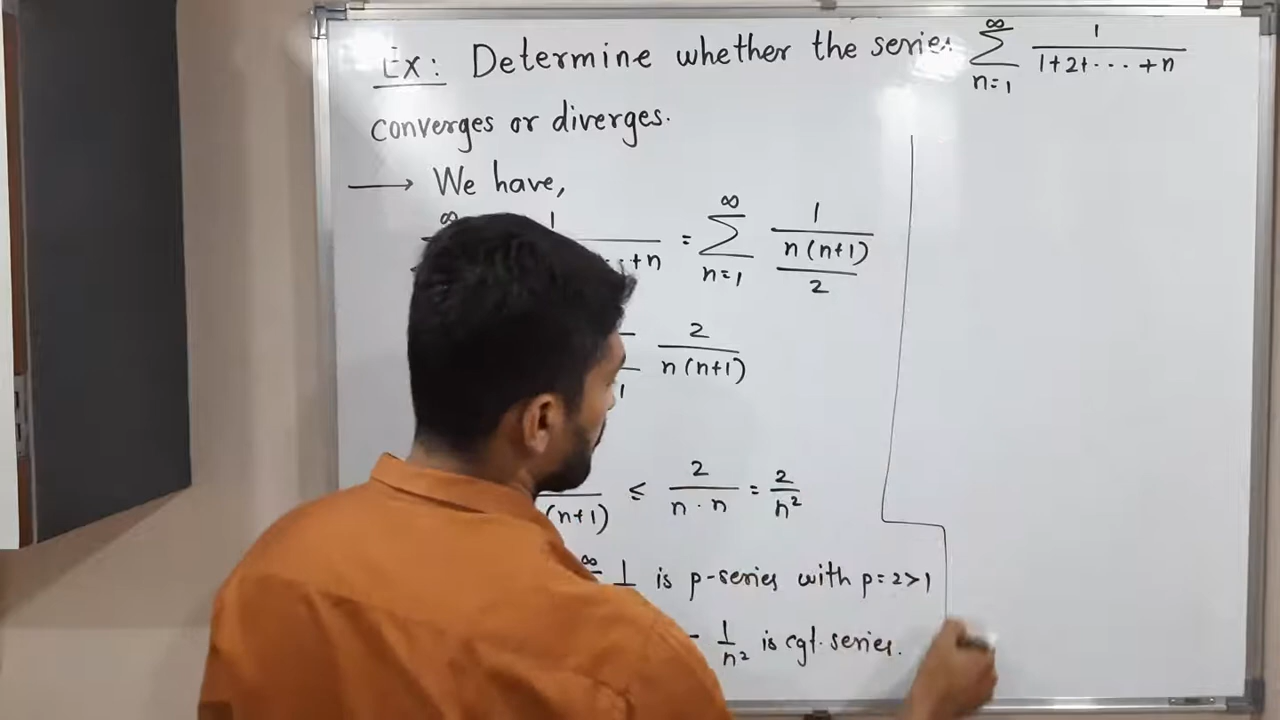 Ex: Determine whether the series ∞ ∑ n=1 1/(1+2+...+n)
converges or diverges.
⟶ We have,
∞ 1/+n = ∞ ∑ n=1 1/(n(n+1)/2)
1 2/(n(n+1))
(n+1) ≤ 2/(n·n) = 2/n²
∞ 1 is p-series with p=2>1
1/n² is cgt. series.